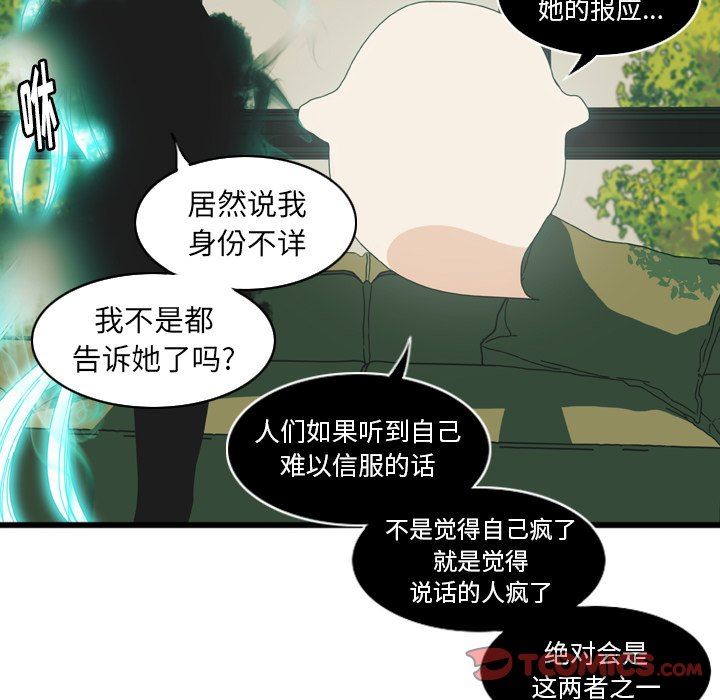 她的报应...
咻
居然说我
身份不详
我不是都
告诉她了吗?
人们如果听到自己
难以信服的话
不是觉得自己疯了
就是觉得
说话的人疯了
绝对会是
这两者之一
TCOMICS.COM